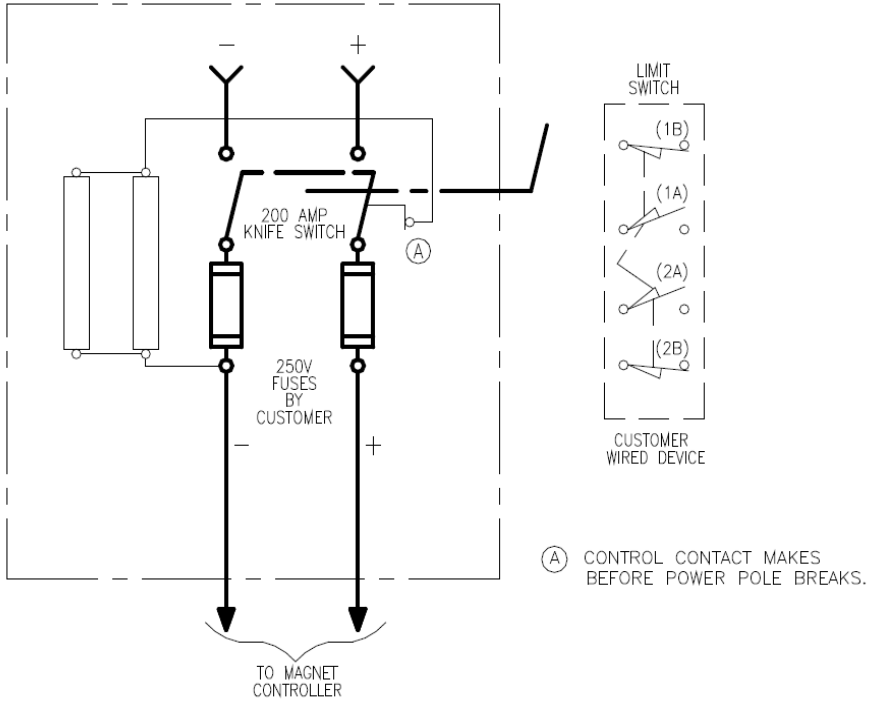 − +
LIMIT
SWITCH
(1B)
(1A)
200 AMP
KNIFE SWITCH
A
(2A)
(2B)
250V
FUSES
BY
CUSTOMER
− +
CUSTOMER
WIRED DEVICE
A CONTROL CONTACT MAKES
BEFORE POWER POLE BREAKS.
TO MAGNET
CONTROLLER